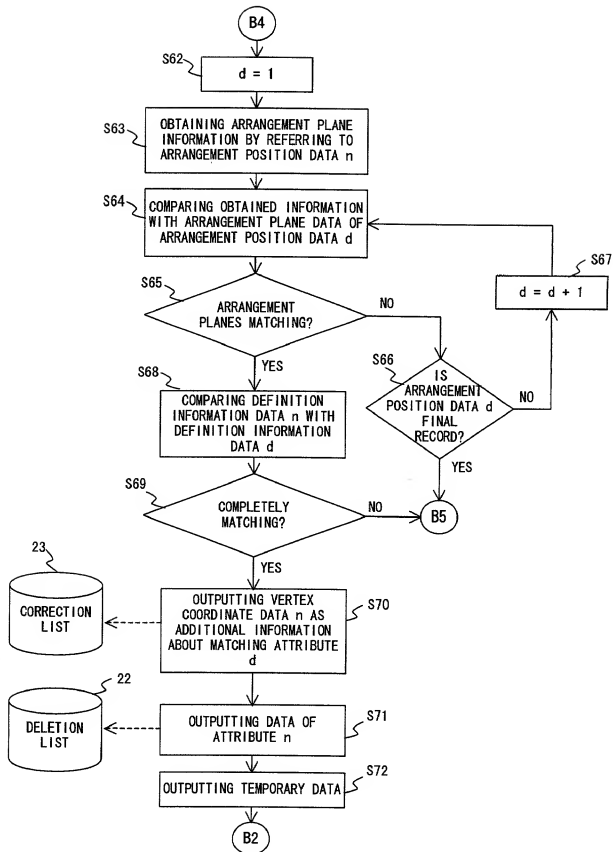 B4
S62
d = 1
S63
OBTAINING ARRANGEMENT PLANE
INFORMATION BY REFERRING TO
ARRANGEMENT POSITION DATA n
S64
COMPARING OBTAINED INFORMATION
WITH ARRANGEMENT PLANE DATA OF
ARRANGEMENT POSITION DATA d
S67
d = d + 1
S65
ARRANGEMENT
PLANES MATCHING?
NO
YES
S66
IS
ARRANGEMENT
POSITION DATA d
FINAL
RECORD?
NO
YES
S68
COMPARING DEFINITION
INFORMATION DATA n WITH
DEFINITION INFORMATION
DATA d
S69
COMPLETELY
MATCHING?
NO
B5
YES
23
CORRECTION
LIST
S70
OUTPUTTING VERTEX
COORDINATE DATA n AS
ADDITIONAL INFORMATION
ABOUT MATCHING ATTRIBUTE
d
22
DELETION
LIST
S71
OUTPUTTING DATA OF
ATTRIBUTE n
S72
OUTPUTTING TEMPORARY DATA
B2